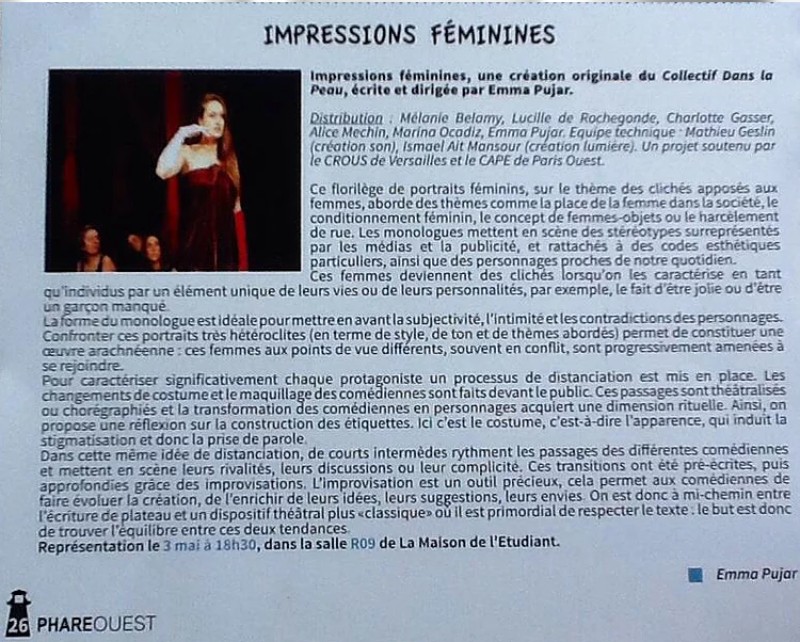 IMPRESSIONS FÉMININES
Impressions féminines, une création originale du Collectif Dans la
Peau, écrite et dirigée par Emma Pujar.
Distribution : Mélanie Belamy, Lucille de Rochegonde, Charlotte Gasser,
Alice Mechin, Marina Ocadiz, Emma Pujar. Equipe technique : Mathieu Geslin
(création son), Ismael Ait Mansour (création lumière). Un projet soutenu par
le CROUS de Versailles et le CAPE de Paris Ouest.
Ce florilège de portraits féminins, sur le thème des clichés apposés aux
femmes, aborde des thèmes comme la place de la femme dans la société, le
conditionnement féminin, le concept de femmes-objets ou le harcèlement
de rue. Les monologues mettent en scène des stéréotypes surreprésentés
par les médias et la publicité, et rattachés à des codes esthétiques
particuliers, ainsi que des personnages proches de notre quotidien.
Ces femmes deviennent des clichés lorsqu'on les caractérise en tant
qu'individus par un élément unique de leurs vies ou de leurs personnalités, par exemple, le fait d'être jolie ou d'être
un garçon manqué.
La forme du monologue est idéale pour mettre en avant la subjectivité, l'intimité et les contradictions des personnages.
Confronter ces portraits très hétéroclites (en terme de style, de ton et de thèmes abordés) permet de constituer une
œuvre arachnéenne : ces femmes aux points de vue différents, souvent en conflit, sont progressivement amenées à
se rejoindre.
Pour caractériser significativement chaque protagoniste un processus de distanciation est mis en place. Les
changements de costume et le maquillage des comédiennes sont faits devant le public. Ces passages sont théâtralisés
ou chorégraphiés et la transformation des comédiens en personnages acquiert une dimension rituelle. Ainsi, on
propose une réflexion sur la construction des étiquettes. Ici c'est le costume, c'est-à-dire l'apparence, qui induit la
stigmatisation et donc la prise de parole.
Dans cette même idée de distanciation, de courts intermèdes rythment les passages des différentes comédiennes
et mettent en scène leurs rivalités, leurs discussions ou leur complicité. Ces transitions ont été pré-écrites, puis
approfondies grâce des improvisations. L'improvisation est un outil précieux, cela permet aux comédiennes de
faire évoluer la création, de l'enrichir de leurs idées, leurs suggestions, leurs envies. On est donc à mi-chemin entre
l'écriture de plateau et un dispositif théâtral plus «classique» où il est primordial de respecter le texte : le but est donc
de trouver l'équilibre entre ces deux tendances.
Représentation le 3 mai à 18h30, dans la salle R09 de La Maison de l'Etudiant.
Emma Pujar
26 PHAREOUEST